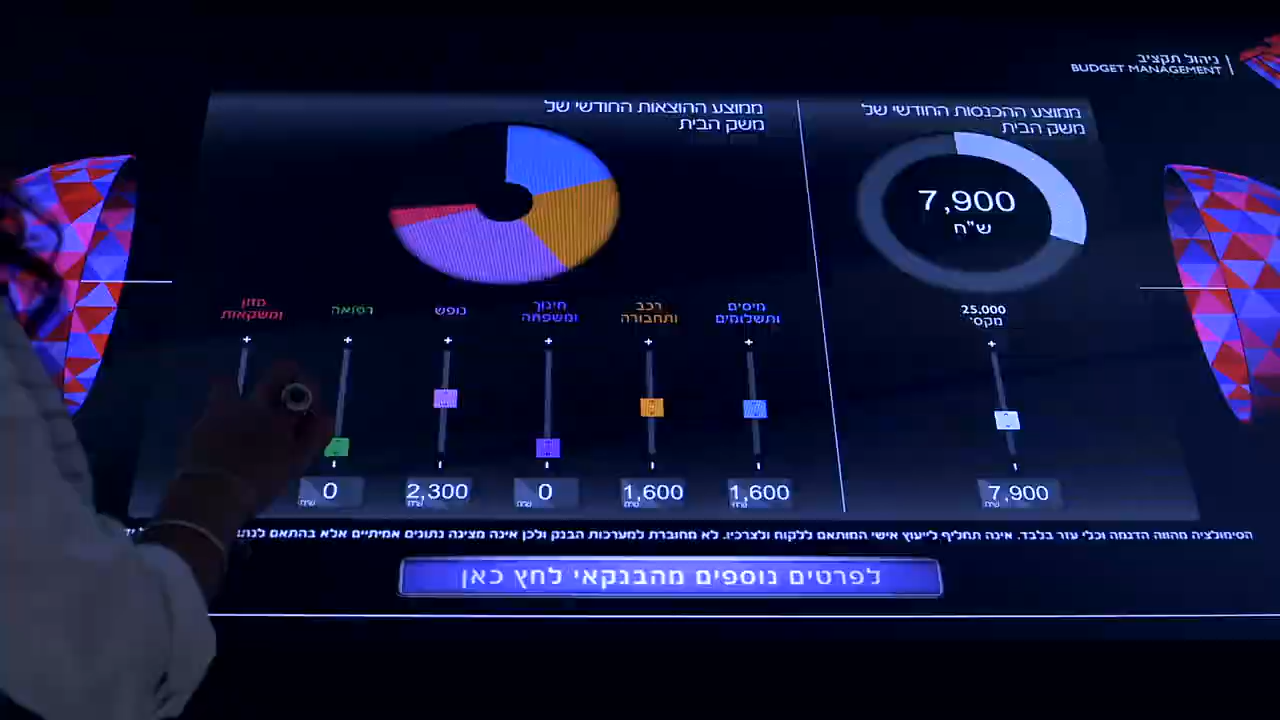 ניהול תקציב
BUDGET MANAGEMENT
ממוצע ההכנסות החודשי של
משק הבית
7,900
ש"ח
25,000
מקס'
7,900
ש"ח
ממוצע ההוצאות החודשי של
משק הבית
מיסים
ותשלומים
רכב
ותחבורה
חינוך
ומשפחה
נופש
רפואה
מזון
ומשקאות
1,600
ש"ח
1,600
ש"ח
0
ש"ח
2,300
ש"ח
0
ש"ח
הסימולציה מהווה הדגמה וכלי עזר בלבד. אינה תחליף לייעוץ אישי המותאם ללקוח ולצרכיו. לא מחוברת למערכות הבנק ולכן אינה מציגה נתונים אמיתיים אלא בהתאם
לפרטים נוספים מהבנקאי לחץ כאן